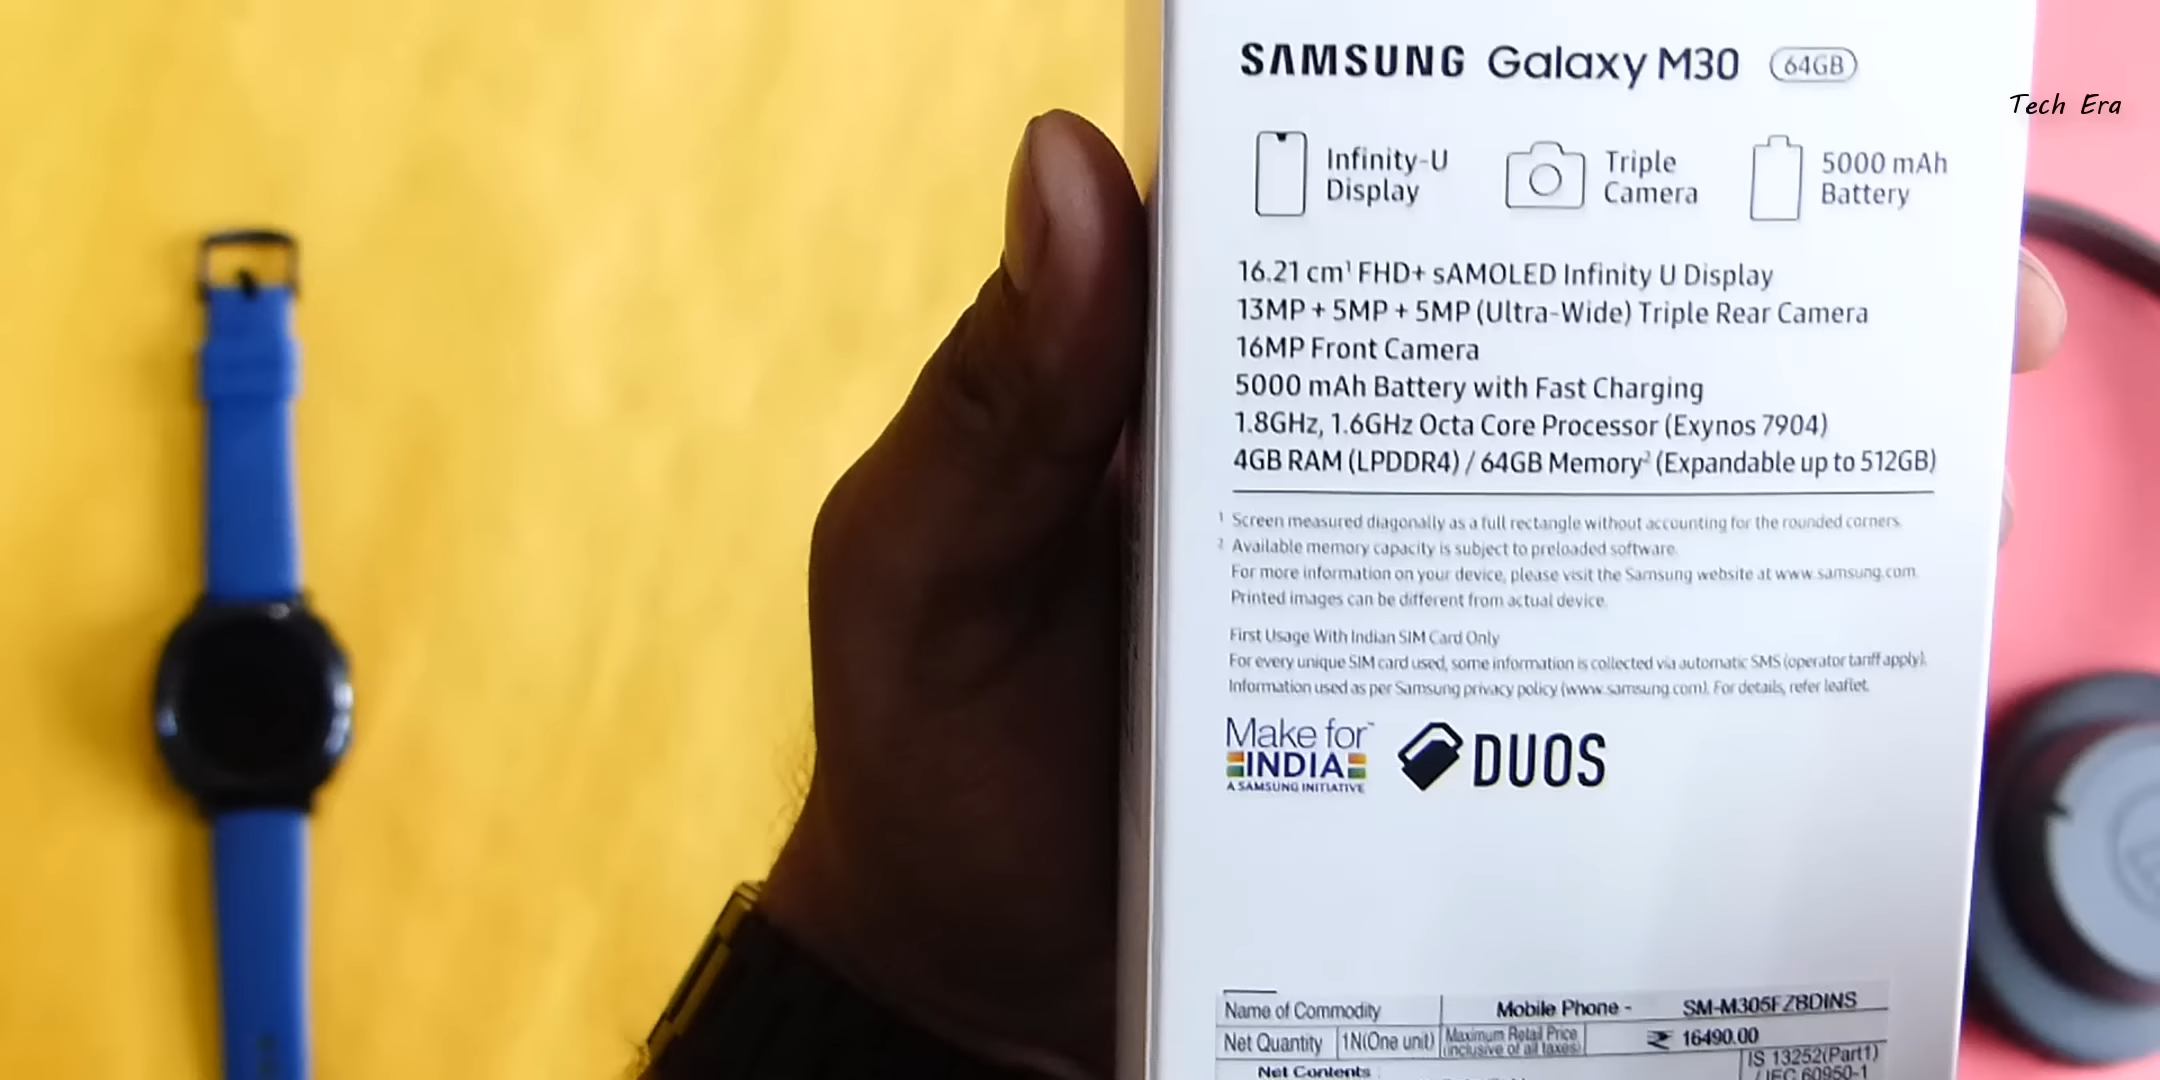 SAMSUNG Galaxy M30 64GB
Tech Era
Infinity-U
Display
Triple
Camera
5000 mAh
Battery
16.21 cm¹ FHD+ sAMOLED Infinity U Display
13MP + 5MP + 5MP (Ultra-Wide) Triple Rear Camera
16MP Front Camera
5000 mAh Battery with Fast Charging
1.8GHz, 1.6GHz Octa Core Processor (Exynos 7904)
4GB RAM (LPDDR4) / 64GB Memory² (Expandable up to 512GB)
¹ Screen measured diagonally as a full rectangle without accounting for the rounded corners.
² Available memory capacity is subject to preloaded software.
For more information on your device, please visit the Samsung website at www.samsung.com
Printed images can be different from actual device.
First Usage With Indian SIM Card Only
For every unique SIM card used, some information is collected via automatic SMS (operator tariff apply).
Information used as per Samsung privacy policy (www.samsung.com). For details, refer leaflet.
Make for™
INDIA
A SAMSUNG INITIATIVE
DUOS
Name of Commodity Mobile Phone - SM-M305FZBDINS
Net Quantity 1N(One unit) Maximum Retail Price
(inclusive of all taxes) ₹ 16490.00
IS 13252(Part1)
/ IEC 60950-1
Net Contents